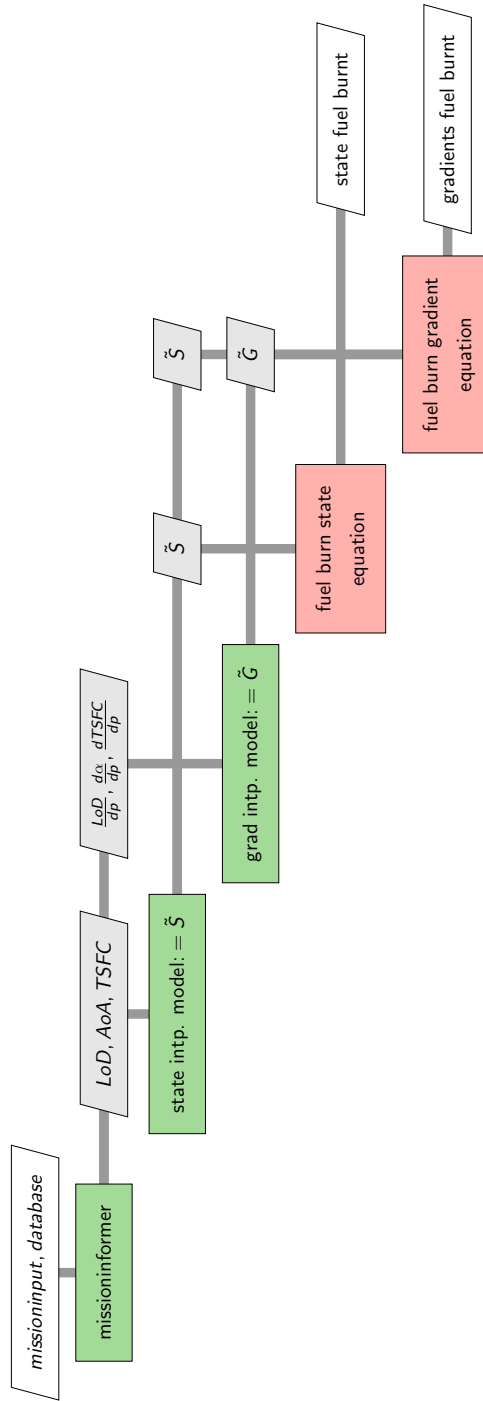 missioninput, database
missioninformer
LoD, AoA, TSFC
LoD/dp, dα/dp, dTSFC/dp
state intp. model: = S̃
S̃
S̃
grad intp. model: = G̃
G̃
fuel burn state
equation
state fuel burnt
fuel burn gradient
equation
gradients fuel burnt